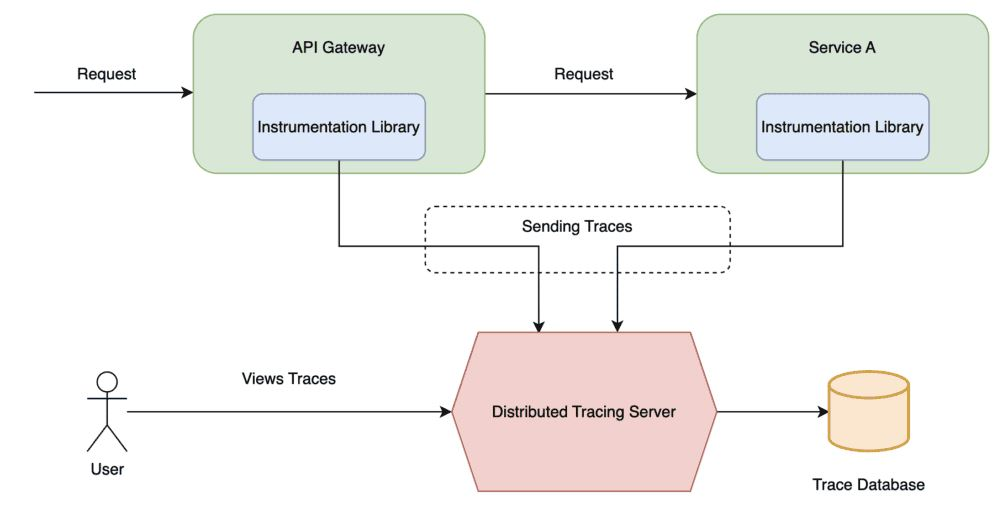 API Gateway
Service A
Request
Request
Instrumentation Library
Instrumentation Library
Sending Traces
Views Traces
Distributed Tracing Server
User
Trace Database